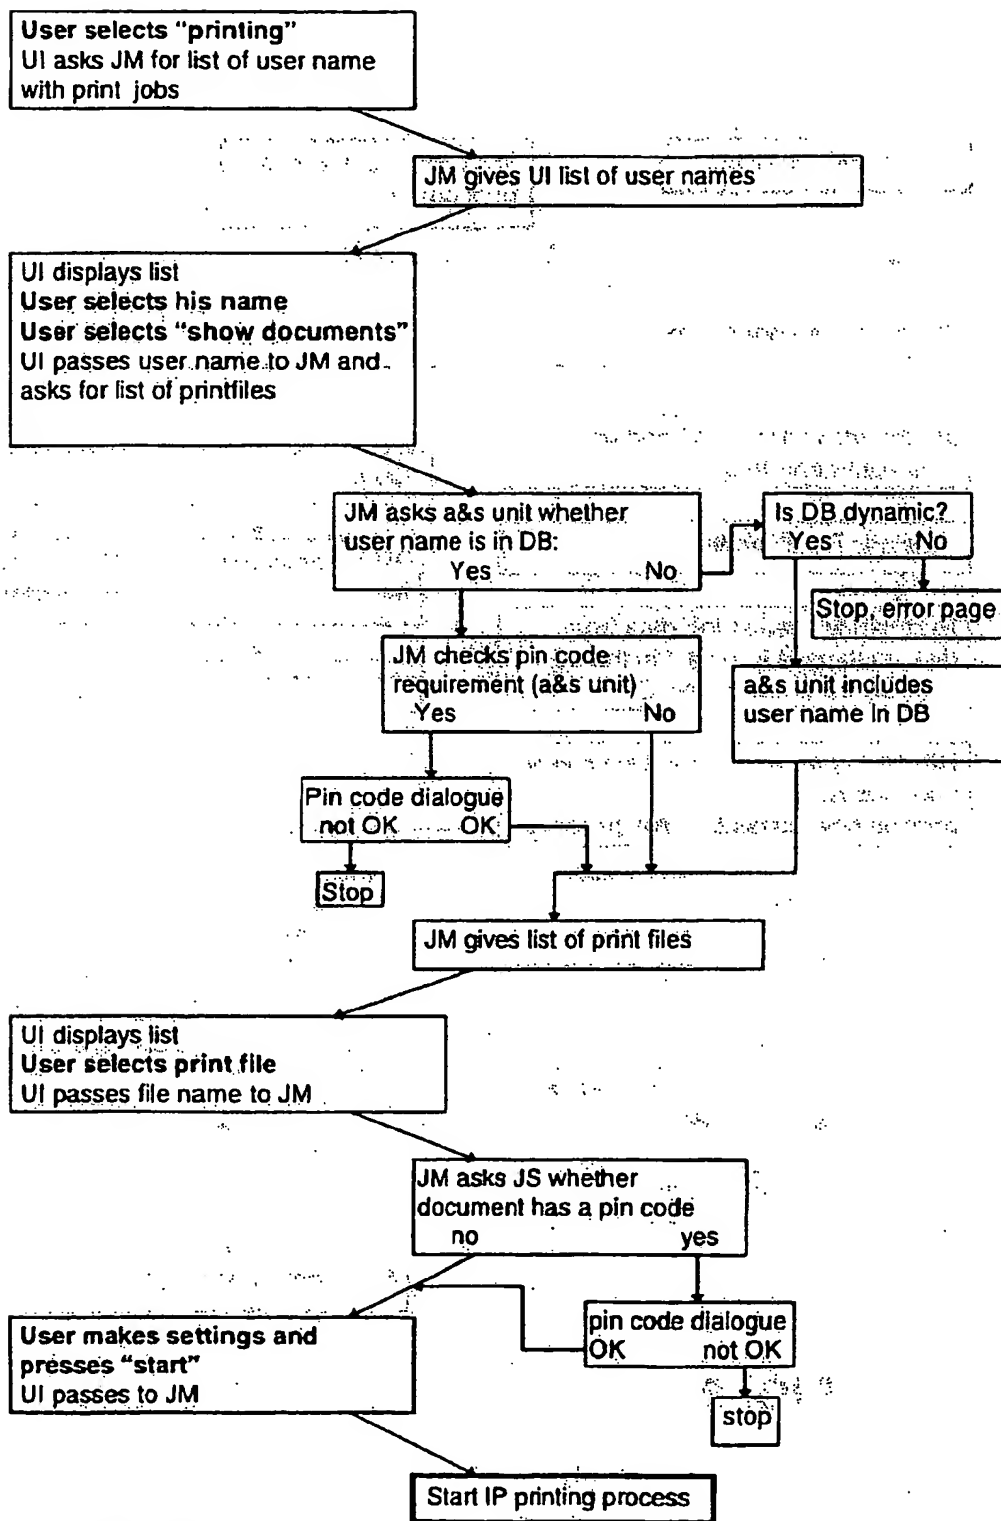 User selects “printing”
UI asks JM for list of user name
with print jobs
JM gives UI list of user names
UI displays list
User selects his name
User selects “show documents”
UI passes user name to JM and
asks for list of printfiles
JM asks a&s unit whether
user name is in DB:
Yes No
Is DB dynamic?
Yes No
Stop, error page
JM checks pin code
requirement (a&s unit)
Yes No
a&s unit includes
user name in DB
Pin code dialogue
not OK OK
Stop
JM gives list of print files
UI displays list
User selects print file
UI passes file name to JM
JM asks JS whether
document has a pin code
no yes
pin code dialogue
OK not OK
stop
User makes settings and
presses “start”
UI passes to JM
Start IP printing process